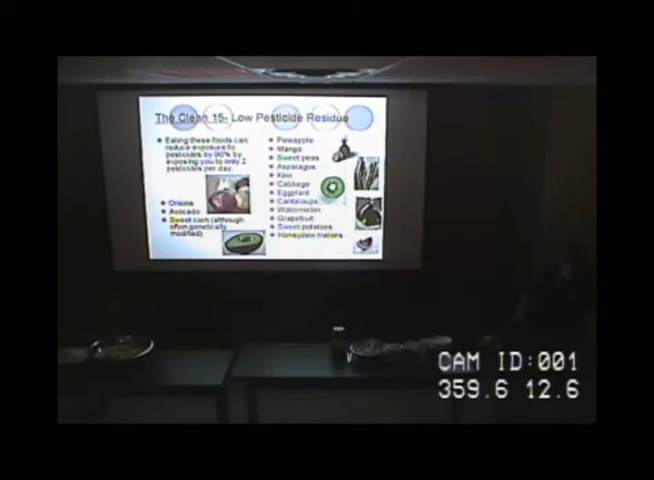 The Clean 15- Low Pesticide Residue
Eating these foods can
reduce exposure to
pesticides by 90% by
exposing you to only 2
pesticides per day.
Onions
Avocado
Sweet corn (although
often genetically
modified)
Pineapple
Mango
Sweet peas
Asparagus
Kiwi
Cabbage
Eggplant
Cantaloupe
Watermelon
Grapefruit
Sweet potatoes
Honeydew melons
CAM ID:001
359.6 12.6